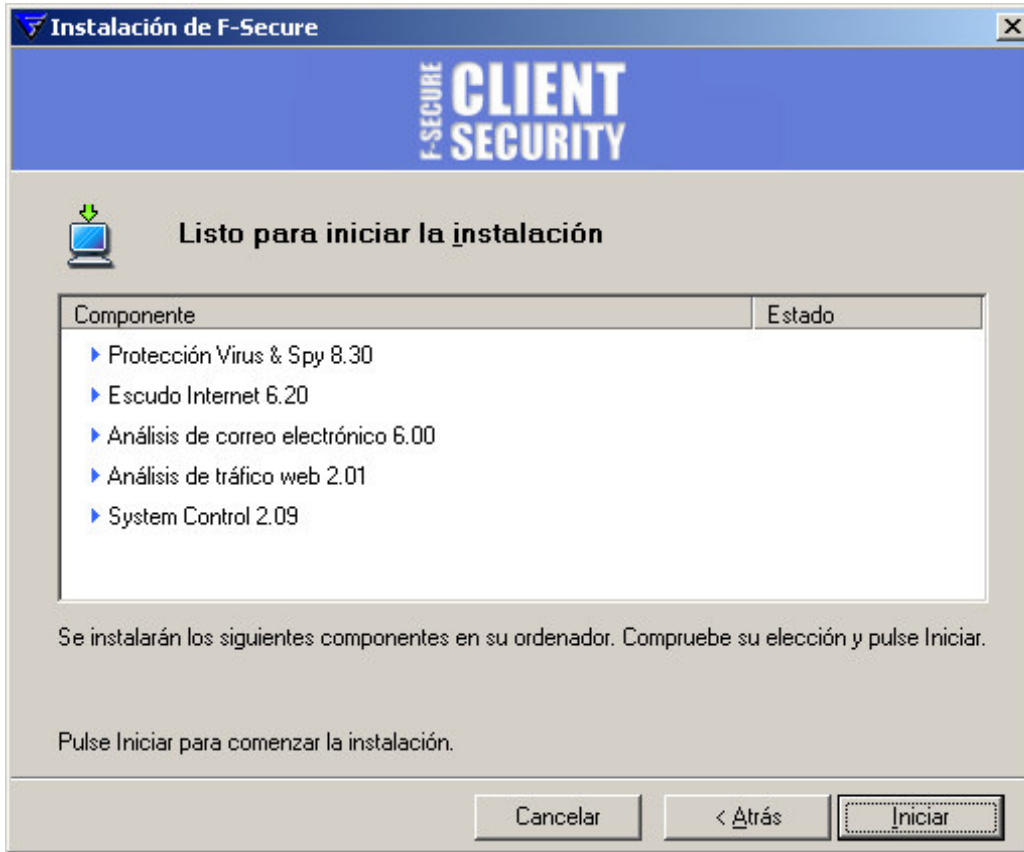 Instalación de F-Secure
F-SECURE
CLIENT
SECURITY
Listo para iniciar la instalación
Componente Estado
Protección Virus & Spy 8.30
Escudo Internet 6.20
Análisis de correo electrónico 6.00
Análisis de tráfico web 2.01
System Control 2.09
Se instalarán los siguientes componentes en su ordenador. Compruebe su elección y pulse Iniciar.
Pulse Iniciar para comenzar la instalación.
Cancelar < Atrás Iniciar